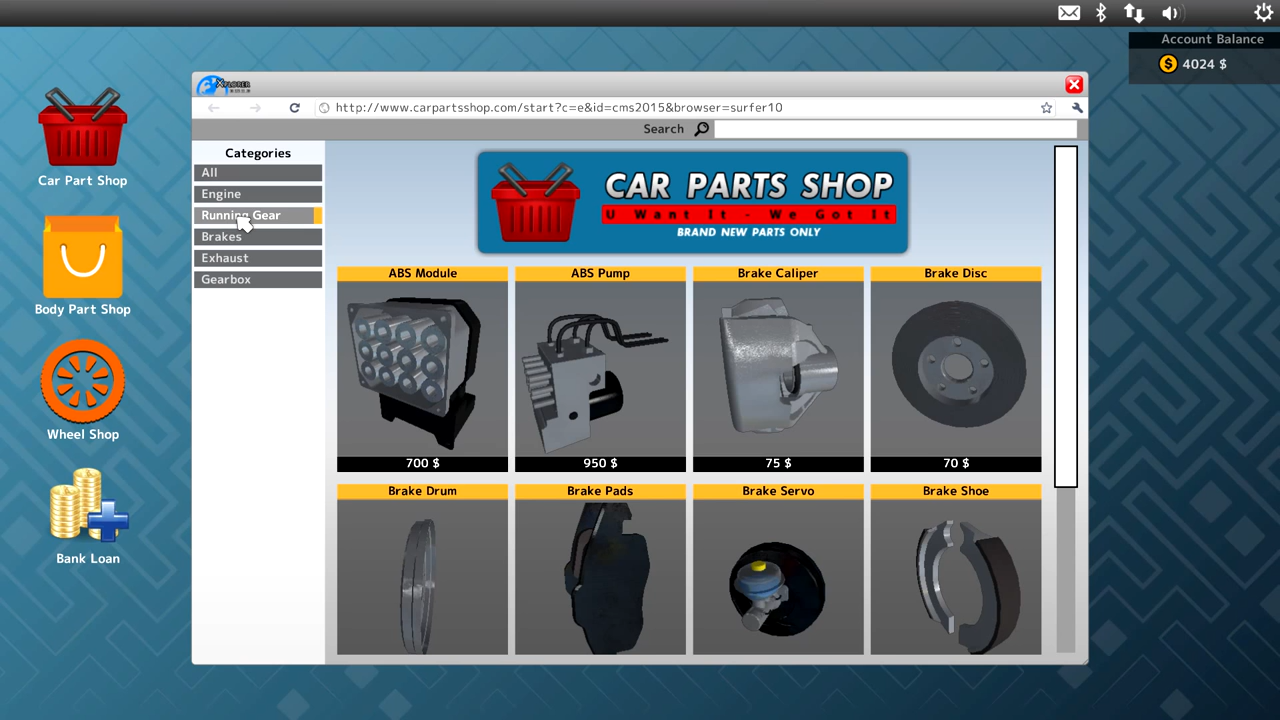 Account Balance
4024 $
XPLORER
http://www.carpartsshop.com/start?c=e&id=cms2015&browser=surfer10
Search
Categories
All
Engine
Running Gear
Brakes
Exhaust
Gearbox
Car Part Shop
Body Part Shop
Wheel Shop
Bank Loan
CAR PARTS SHOP
U Want It - We Got It
BRAND NEW PARTS ONLY
ABS Module
ABS Pump
Brake Caliper
Brake Disc
700 $
950 $
75 $
70 $
Brake Drum
Brake Pads
Brake Servo
Brake Shoe